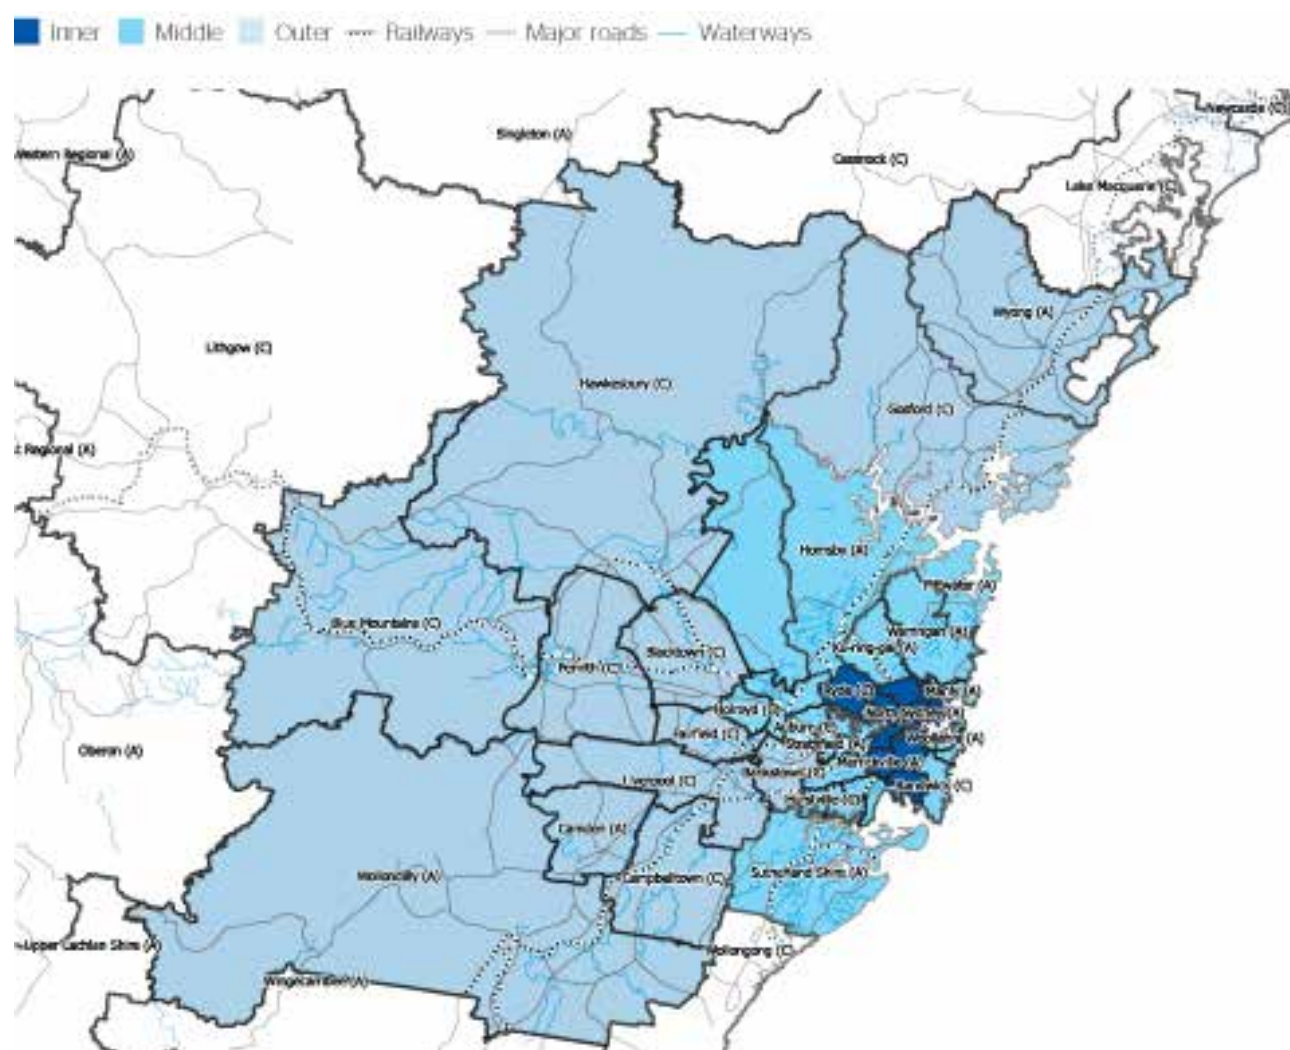 Inner Middle Outer Railways Major roads Waterways
Newcastle (C)
Singleton (A)
Western Regional (A)
Cessnock (C)
Lake Macquarie (C)
Wyong (A)
Lithgow (C)
Hawkesbury (C)
Gosford (C)
t Regional (A)
Hornsby (A)
Pittwater (A)
Blue Mountains (C)
Warringah (A)
Ku-ring-gai (A)
Blacktown (C)
Penrith (C)
Ryde (C)
Manly (A)
Holroyd (C)
North Sydney (A)
Auburn (C)
Fairfield (C)
Woollahra (A)
Strathfield (A)
Oberon (A)
Marrickville (A)
Bankstown (C)
Liverpool (C)
Randwick (C)
Hurstville (C)
Camden (A)
Sutherland Shire (A)
Wollondilly (A)
Campbelltown (C)
Upper Lachlan Shire (A)
Wollongong (C)
Wingecarribee (A)